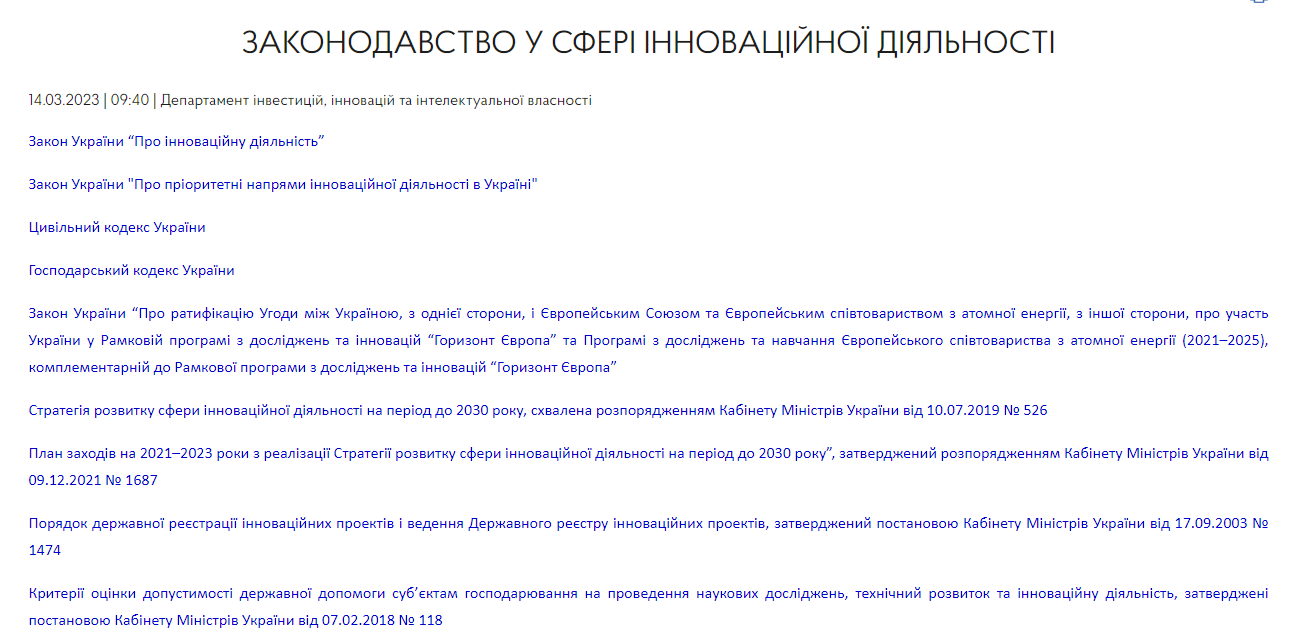 ЗАКОНОДАВСТВО У СФЕРІ ІННОВАЦІЙНОЇ ДІЯЛЬНОСТІ
14.03.2023 | 09:40 | Департамент інвестицій, інновацій та інтелектуальної власності
Закон України “Про інноваційну діяльність”
Закон України "Про пріоритетні напрями інноваційної діяльності в Україні"
Цивільний кодекс України
Господарський кодекс України
Закон України “Про ратифікацію Угоди між Україною, з однієї сторони, і Європейським Союзом та Європейським співтовариством з атомної енергії, з іншої сторони, про участь
України у Рамковій програмі з досліджень та інновацій “Горизонт Європа” та Програмі з досліджень та навчання Європейського співтовариства з атомної енергії (2021–2025),
комплементарній до Рамкової програми з досліджень та інновацій “Горизонт Європа”
Стратегія розвитку сфери інноваційної діяльності на період до 2030 року, схвалена розпорядженням Кабінету Міністрів України від 10.07.2019 № 526
План заходів на 2021–2023 роки з реалізації Стратегії розвитку сфери інноваційної діяльності на період до 2030 року”, затверджений розпорядженням Кабінету Міністрів України від
09.12.2021 № 1687
Порядок державної реєстрації інноваційних проектів і ведення Державного реєстру інноваційних проектів, затверджений постановою Кабінету Міністрів України від 17.09.2003 №
1474
Критерії оцінки допустимості державної допомоги суб’єктам господарювання на проведення наукових досліджень, технічний розвиток та інноваційну діяльність, затверджені
постановою Кабінету Міністрів України від 07.02.2018 № 118